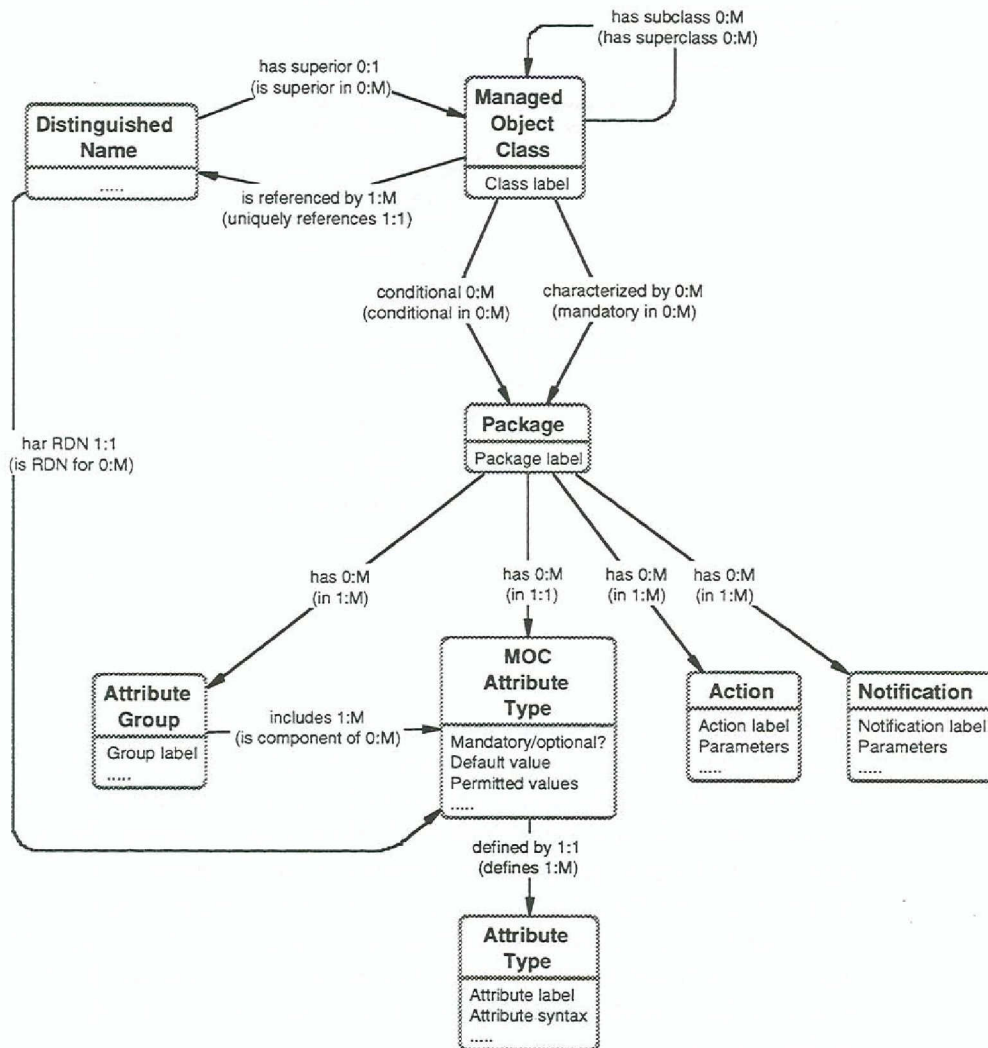 has subclass 0:M
(has superclass 0:M)
has superior 0:1
(is superior in 0:M)
Managed
Object
Class
Class label
Distinguished
Name
.....
is referenced by 1:M
(uniquely references 1:1)
conditional 0:M
(conditional in 0:M)
characterized by 0:M
(mandatory in 0:M)
Package
Package label
har RDN 1:1
(is RDN for 0:M)
has 0:M
(in 1:M)
has 0:M
(in 1:1)
has 0:M
(in 1:M)
has 0:M
(in 1:M)
Attribute
Group
Group label
.....
includes 1:M
(is component of 0:M)
MOC
Attribute
Type
Mandatory/optional?
Default value
Permitted values
.....
Action
Action label
Parameters
.....
Notification
Notification label
Parameters
.....
defined by 1:1
(defines 1:M)
Attribute
Type
Attribute label
Attribute syntax
.....